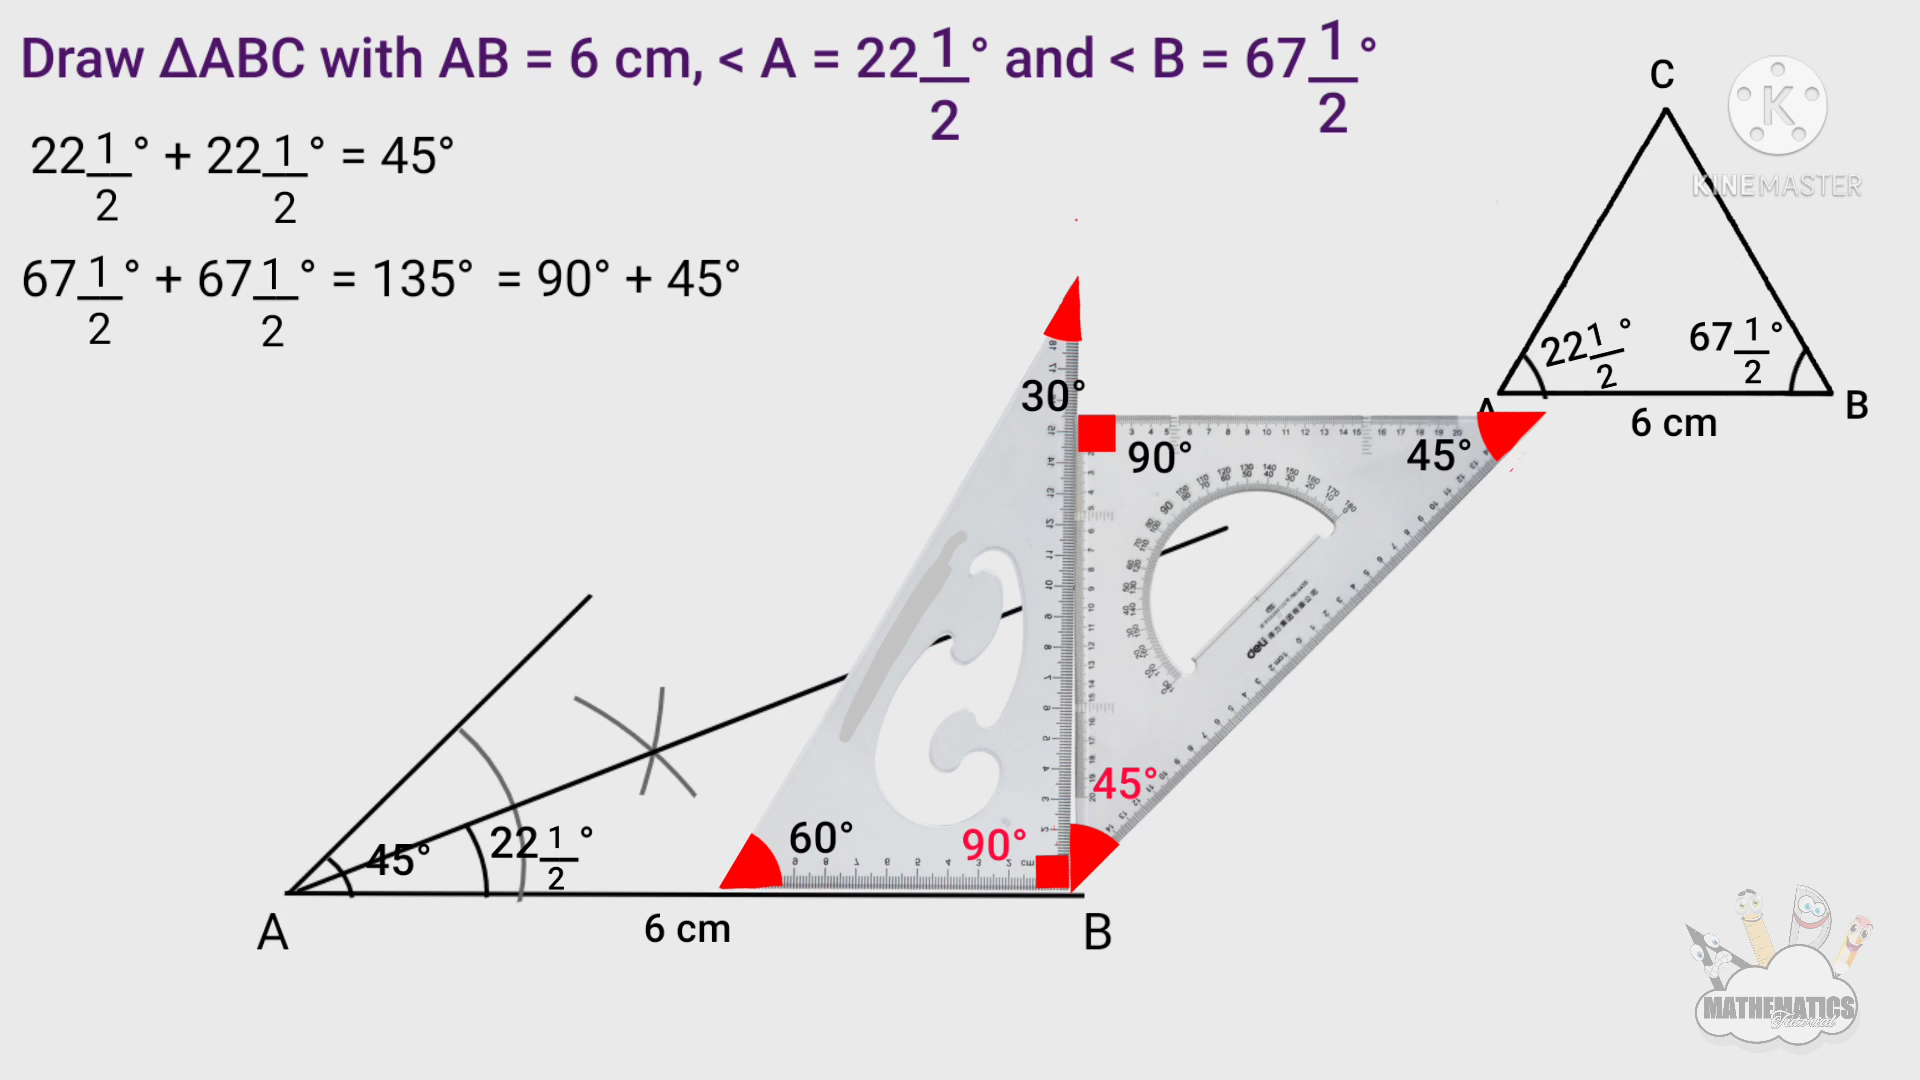 Draw ΔABC with AB = 6 cm, < A = 22 1/2° and < B = 67 1/2°
22 1/2° + 22 1/2° = 45°
67 1/2° + 67 1/2° = 135° = 90° + 45°
C
K
KINEMASTER
22 1/2°
67 1/2°
A
B
6 cm
30°
90°
45°
deli
45°
60°
90°
45°
22 1/2°
A
6 cm
B
MATHEMATICS
Tutorial